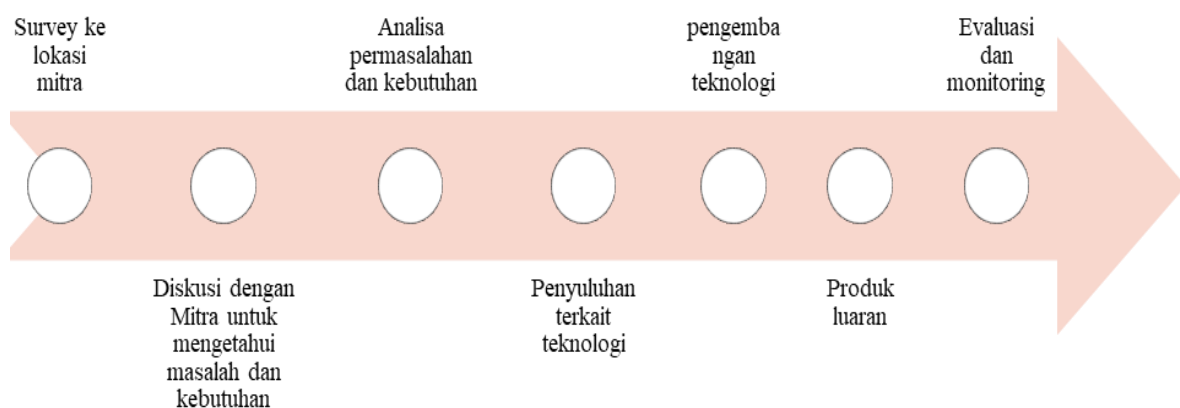 Survey ke
lokasi
mitra
Diskusi dengan
Mitra untuk
mengetahui
masalah dan
kebutuhan
Analisa
permasalahan
dan kebutuhan
Penyuluhan
terkait
teknologi
pengemba
ngan
teknologi
Produk
luaran
Evaluasi
dan
monitoring